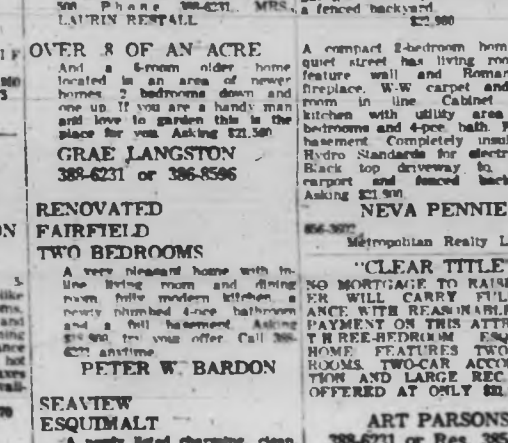 Phone 388-6231. MRS.
LAURIN RESTALL
OVER .8 OF AN ACRE
And a 6-room older home
located in an area of newer
homes 2 bedrooms down and
one up. If you are a handy man
and love to garden this is the
place for you. Asking $21,500.
GRAE LANGSTON
388-6231 or 386-8596
RENOVATED
FAIRFIELD
TWO BEDROOMS
A very pleasant home with in-
line living room and dining
room, fully modern kitchen, a
newly plumbed 4-pce. bathroom
and a full basement. Asking
try your offer. Call 388-
6231 anytime.
PETER W. BARDON
SEAVIEW
ESQUIMALT
A newly listed charming, clean
a fenced backyard.
A compact 2-bedroom hom
quiet street has living roo
feature wall and Roman
fireplace. W-W carpet and
room in line. Cabinet
kitchen with utility area
bedrooms and 4-pce. bath. F
basement. Completely insul
Hydro Standards for electr
Black top driveway to
carport and fenced back
Asking $21,900.
NEVA PENNIE
Metropolitan Realty L
"CLEAR TITLE"
NO MORTGAGE TO RAISE
ER WILL CARRY FUL
ANCE WITH REASONABLE
PAYMENT ON THIS ATTR
THREE-BEDROOM ESQ
HOME FEATURES TWO
ROOMS, TWO-CAR ACCO
TION AND LARGE REC
OFFERED AT ONLY
ART PARSONS
388-6231 or Res.